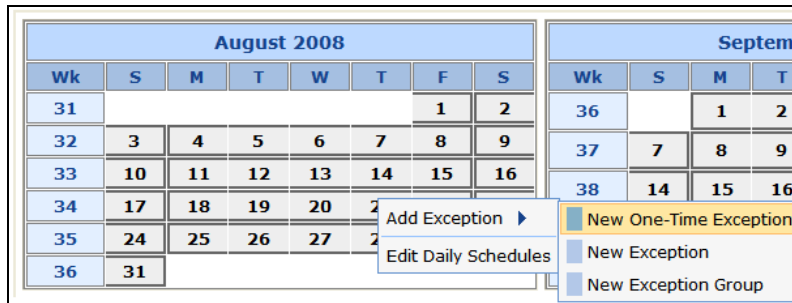 August 2008 Septem
Wk S M T W T F S Wk S M T
31 1 2 36 1 2
32 3 4 5 6 7 8 9 37 7 8 9
33 10 11 12 13 14 15 16 38 14 15 16
34 17 18 19 20
Add Exception New One-Time Exception
35 24 25 26 27
Edit Daily Schedules New Exception
36 31 New Exception Group